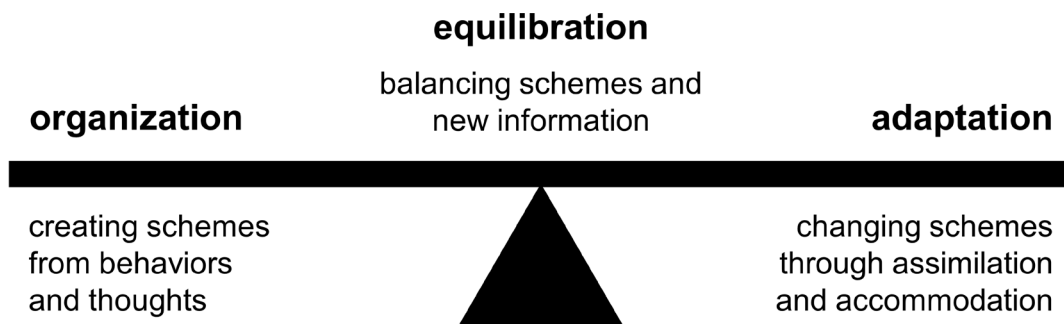 equilibration
balancing schemes and
new information
organization
adaptation
creating schemes
from behaviors
and thoughts
changing schemes
through assimilation
and accommodation